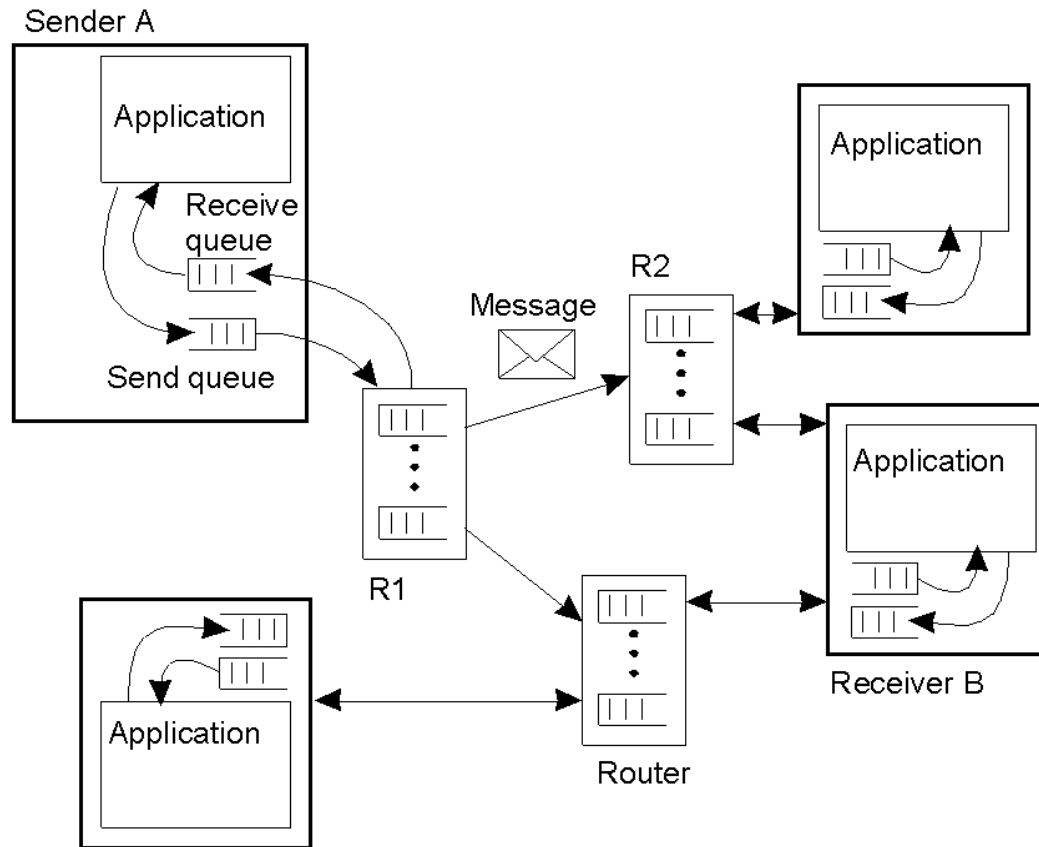 Sender A
Application
Receive
queue
Send queue
Message
R2
Application
R1
Application
Receiver B
Application
Router